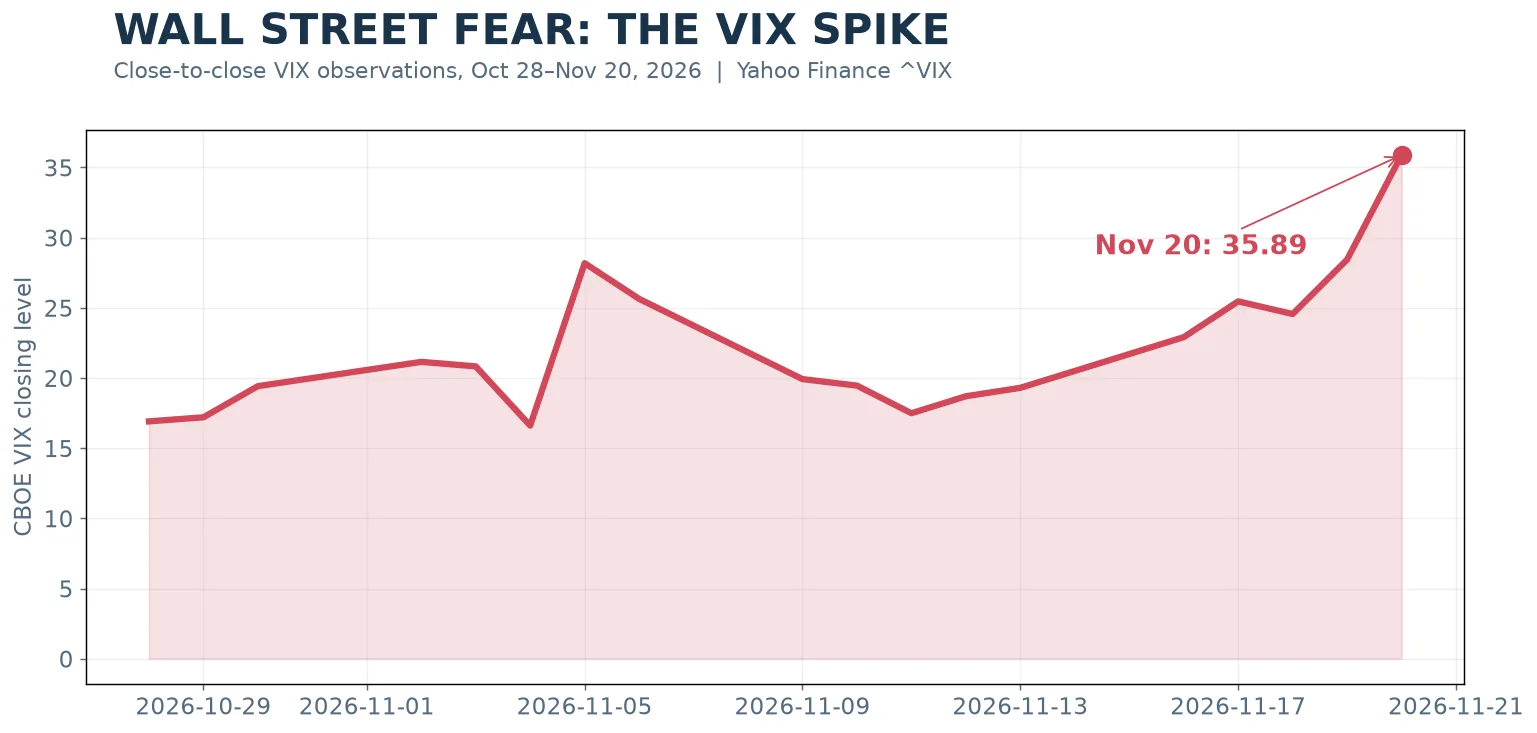 WALL STREET FEAR: THE VIX SPIKE
Close-to-close VIX observations, Oct 28–Nov 20, 2026 | Yahoo Finance ^VIX
CBOE VIX closing level
35
30
25
20
15
10
5
0
Nov 20: 35.89
2026-10-29 2026-11-01 2026-11-05 2026-11-09 2026-11-13 2026-11-17 2026-11-21